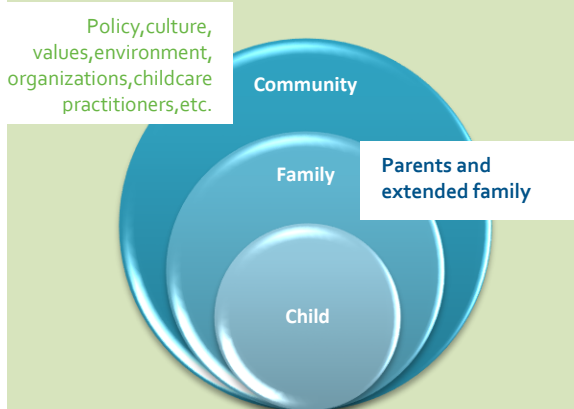 Policy,culture,
values,environment,
organizations,childcare
practitioners,etc.
Community
Family
Parents and
extended family
Child